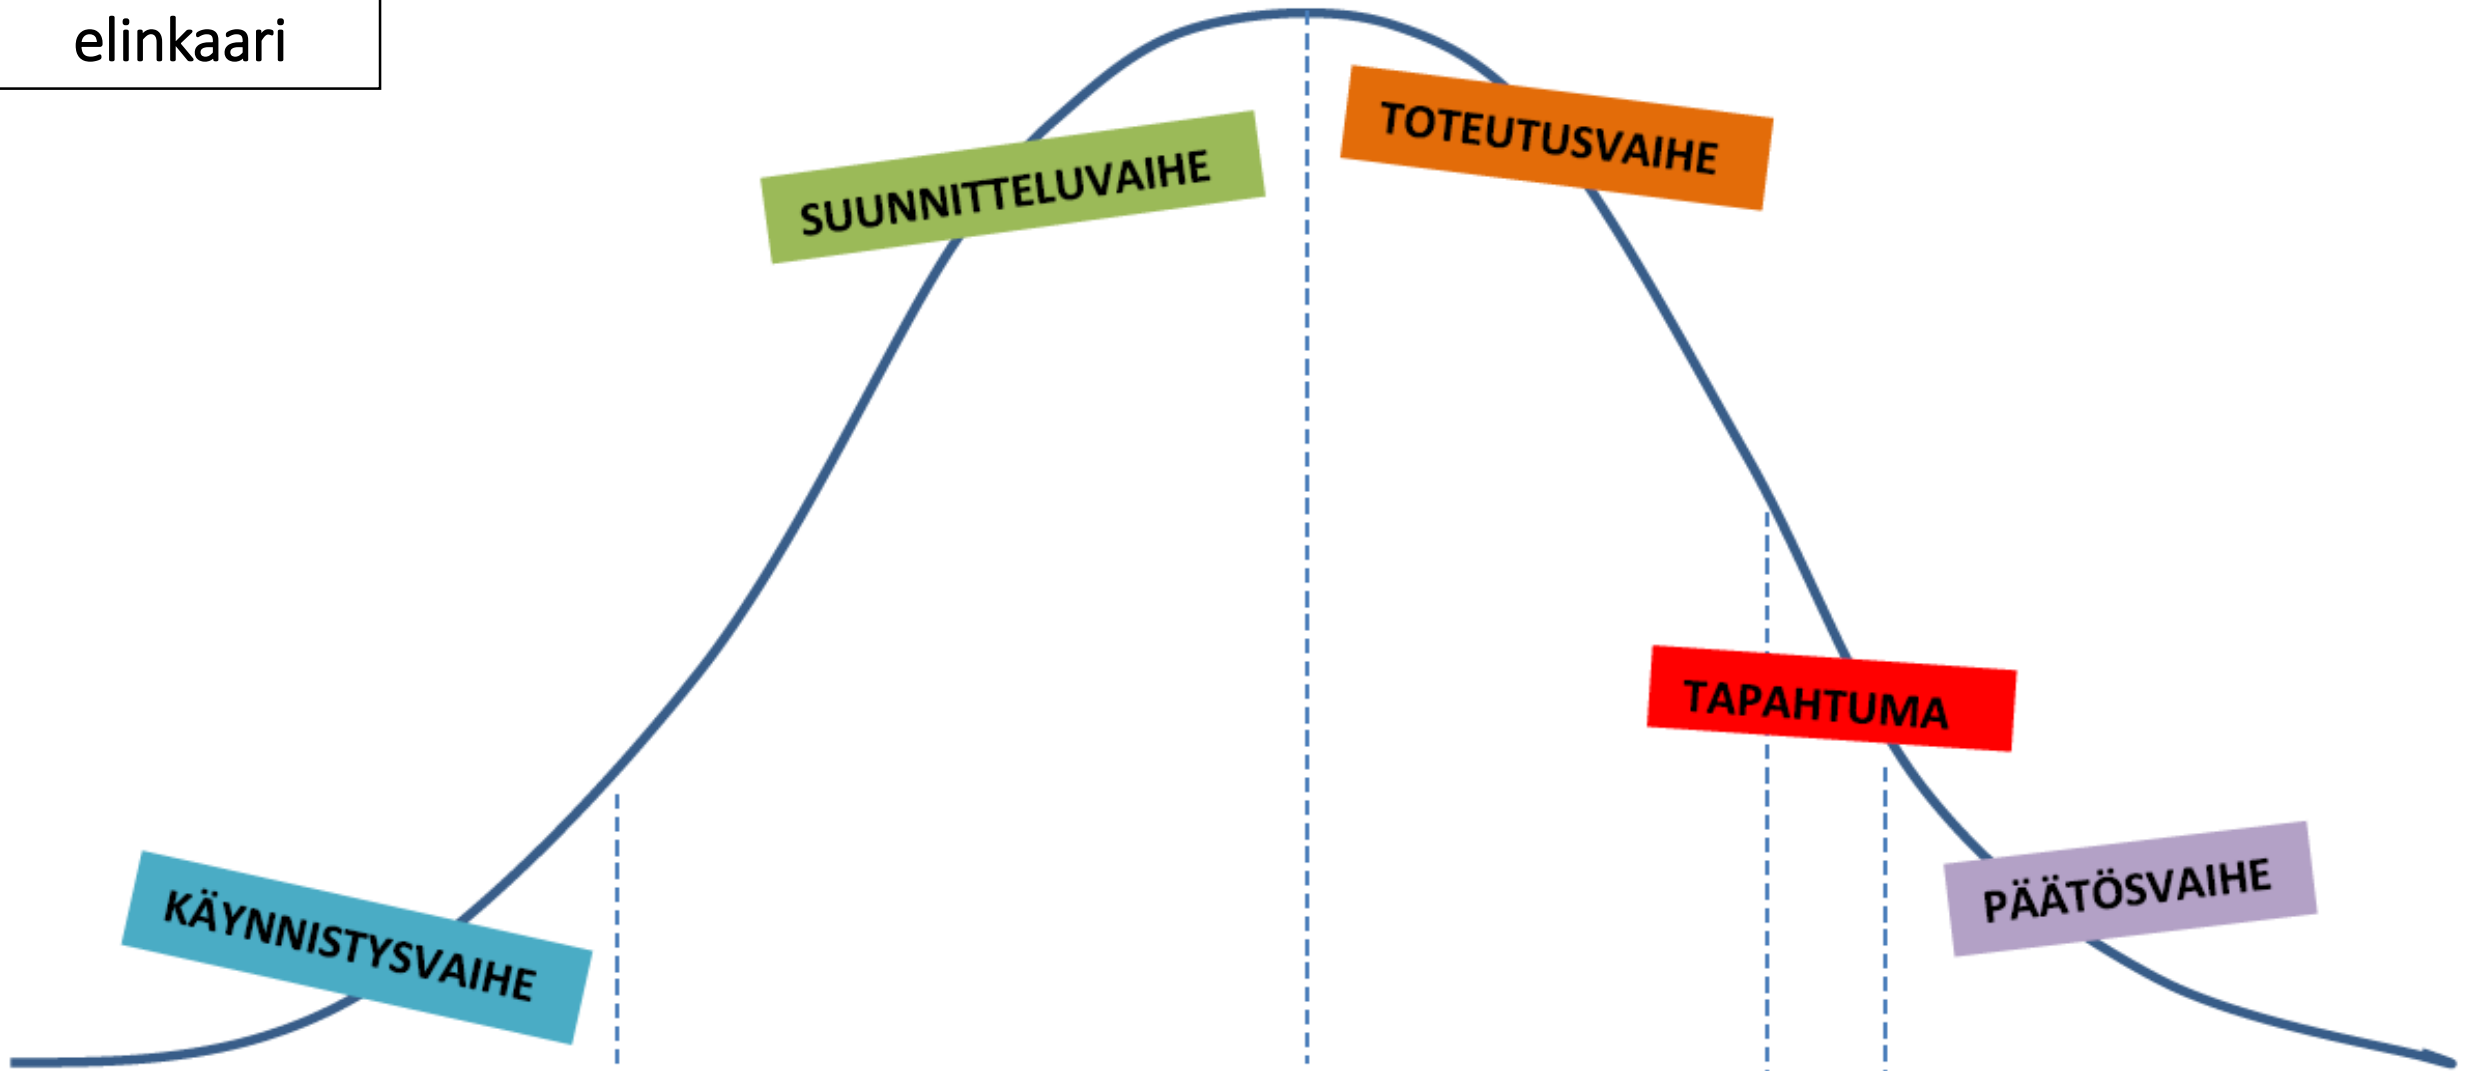 elinkaari
KÄYNNISTYSVAIHE
SUUNNITTELUVAIHE
TOTEUTUSVAIHE
TAPAHTUMA
PÄÄTÖSVAIHE